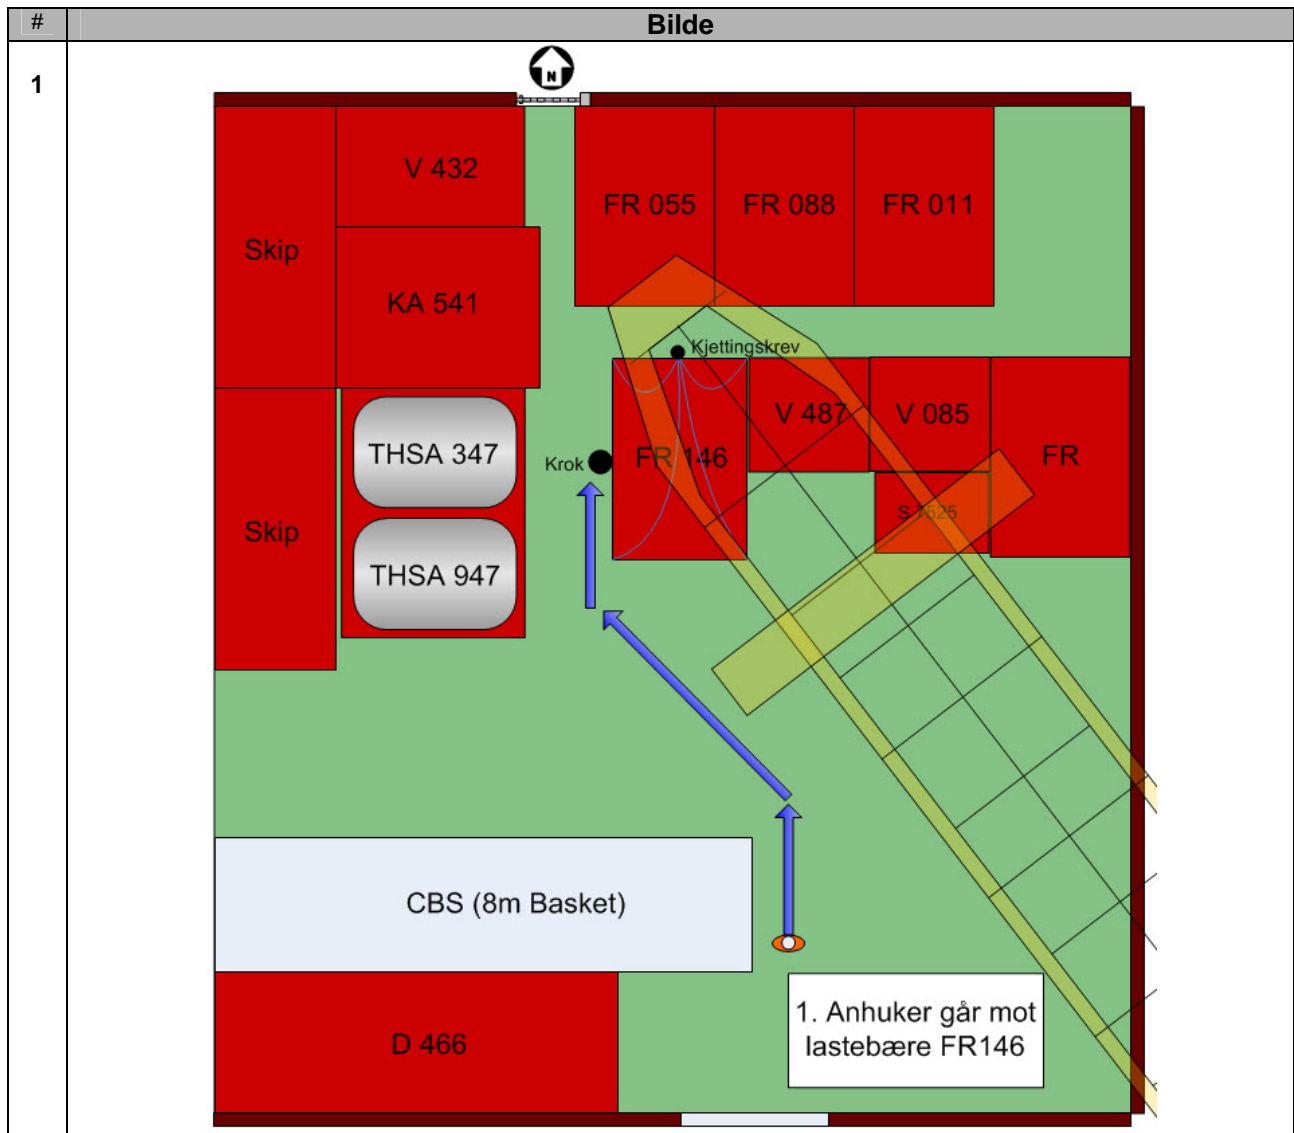 # Bilde
1
N
V 432
FR 055 FR 088 FR 011
Skip
KA 541
Kjettingskrev
V 487 V 085
THSA 347 Krok FR 146 FR
S 7525
Skip
THSA 947
CBS (8m Basket)
1. Anhuker går mot
lastebære FR146
D 466